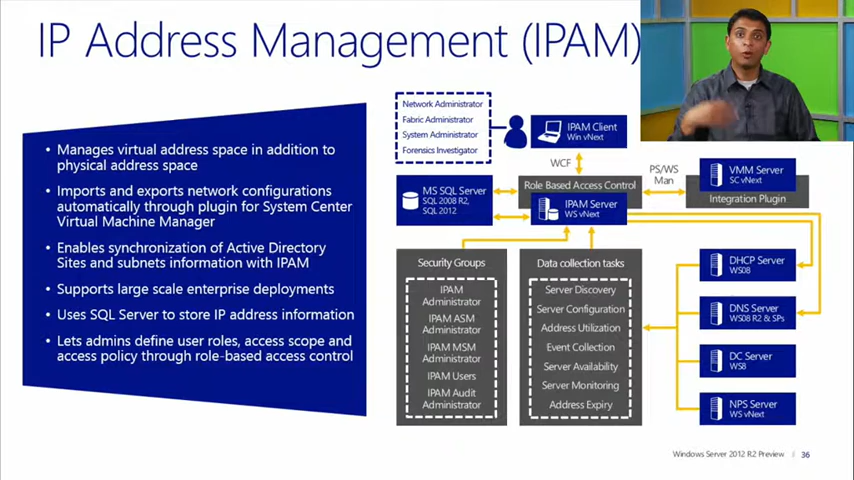 IP Address Management (IPAM)
• Manages virtual address space in addition to
physical address space
• Imports and exports network configurations
automatically through plugin for System Center
Virtual Machine Manager
• Enables synchronization of Active Directory
Sites and subnets information with IPAM
• Supports large scale enterprise deployments
• Uses SQL Server to store IP address information
• Lets admins define user roles, access scope and
access policy through role-based access control
Network Administrator
Fabric Administrator
System Administrator
Forensics Investigator
IPAM Client
Win vNext
WCF
MS SQL Server
SQL 2008 R2,
SQL 2012
Role Based Access Control
IPAM Server
WS vNext
PS/WS
Man
VMM Server
SC vNext
Integration Plugin
Security Groups
IPAM
Administrator
IPAM ASM
Administrator
IPAM MSM
Administrator
IPAM Users
IPAM Audit
Administrator
Data collection tasks
Server Discovery
Server Configuration
Address Utilization
Event Collection
Server Availability
Server Monitoring
Address Expiry
DHCP Server
WS08
DNS Server
WS08 R2 & SPs
DC Server
WS8
NPS Server
WS vNext
Windows Server 2012 R2 Preview | 36